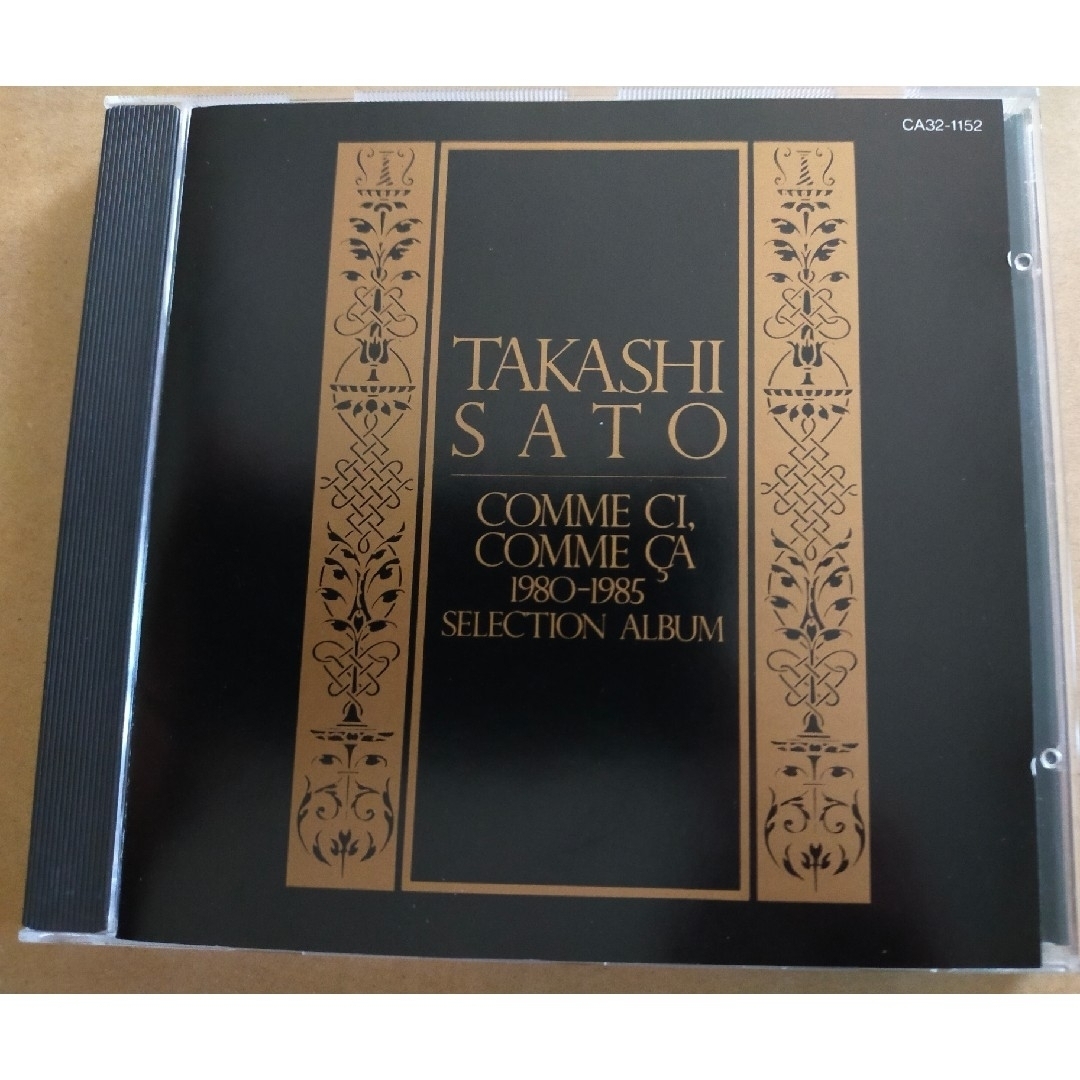 CA32-1152
TAKASHI
SATO
COMME CI,
COMME ÇA
1980-1985
SELECTION ALBUM